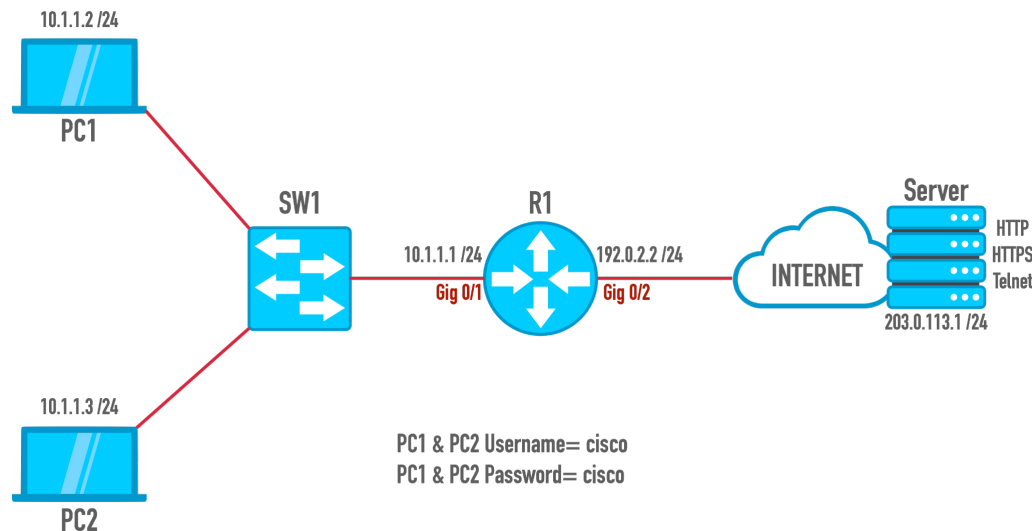 10.1.1.2 /24
PC1
SW1
R1
Server
HTTP
HTTPS
Telnet
10.1.1.1 /24
192.0.2.2 /24
INTERNET
Gig 0/1
Gig 0/2
203.0.113.1 /24
10.1.1.3 /24
PC1 & PC2 Username= cisco
PC1 & PC2 Password= cisco
PC2